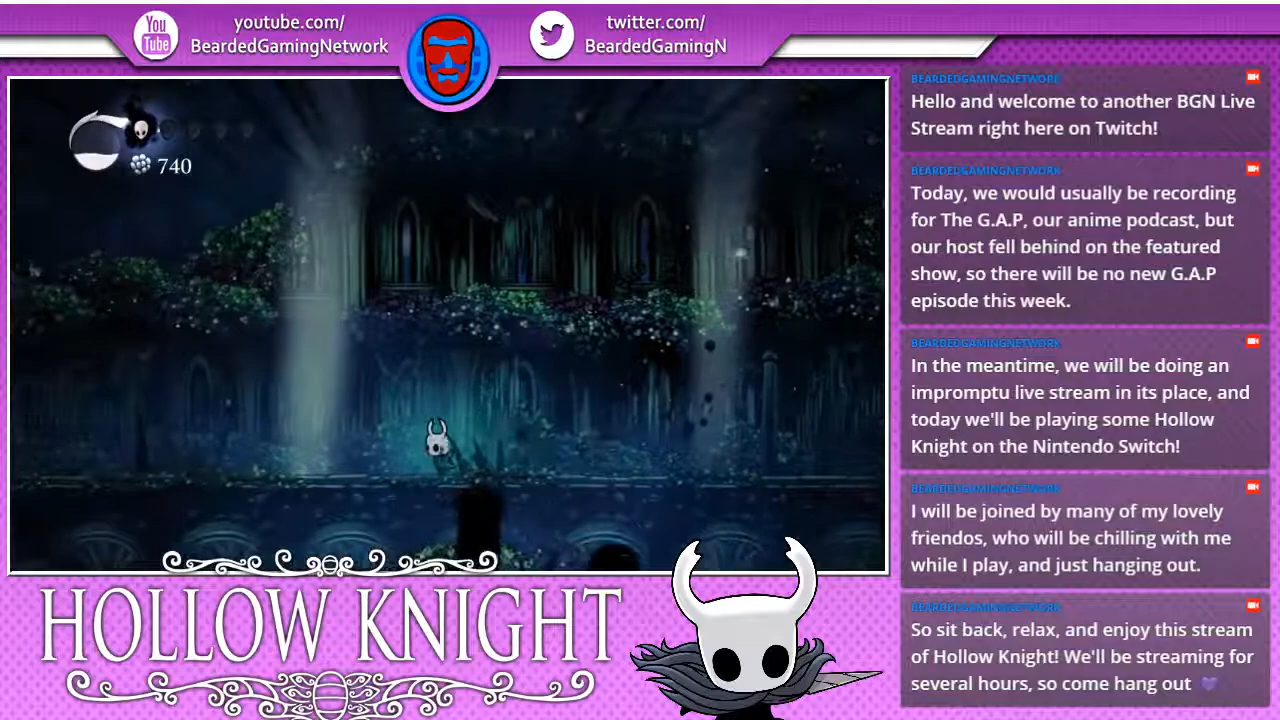 You
Tube
youtube.com/
BeardedGamingNetwork
twitter.com/
BeardedGamingN
740
BEARDEDGAMINGNETWORK
Hello and welcome to another BGN Live
Stream right here on Twitch!
BEARDEDGAMINGNETWORK
Today, we would usually be recording
for The G.A.P, our anime podcast, but
our host fell behind on the featured
show, so there will be no new G.A.P
episode this week.
BEARDEDGAMINGNETWORK
In the meantime, we will be doing an
impromptu live stream in its place, and
today we'll be playing some Hollow
Knight on the Nintendo Switch!
BEARDEDGAMINGNETWORK
I will be joined by many of my lovely
friendos, who will be chilling with me
while I play, and just hanging out.
BEARDEDGAMINGNETWORK
So sit back, relax, and enjoy this stream
of Hollow Knight! We'll be streaming for
several hours, so come hang out
HOLLOW KNIGHT